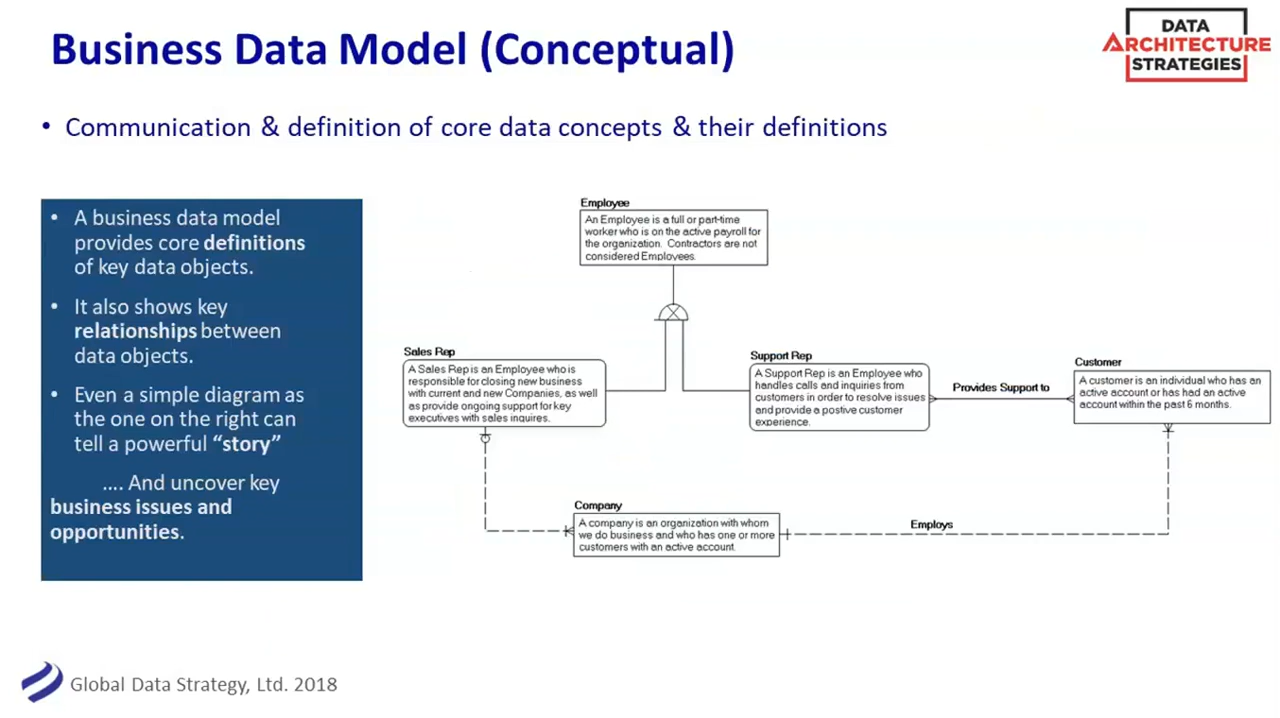 Business Data Model (Conceptual)
DATA
ARCHITECTURE
STRATEGIES
• Communication & definition of core data concepts & their definitions
• A business data model
provides core definitions
of key data objects.
• It also shows key
relationships between
data objects.
• Even a simple diagram as
the one on the right can
tell a powerful “story”
.... And uncover key
business issues and
opportunities.
Employee
An Employee is a full or part-time
worker who is on the active payroll for
the organization. Contractors are not
considered Employees.
Sales Rep
A Sales Rep is an Employee who is
responsible for closing new business
with current and new Companies, as well
as provide ongoing support for key
executives with sales inquires.
Support Rep
A Support Rep is an Employee who
handles calls and inquiries from
customers in order to resolve issues
and provide a postive customer
experience.
Provides Support to
Customer
A customer is an individual who has an
active account or has had an active
account within the past 6 months.
Company
A company is an organization with whom
we do business and who has one or more
customers with an active account.
Employs
Global Data Strategy, Ltd. 2018